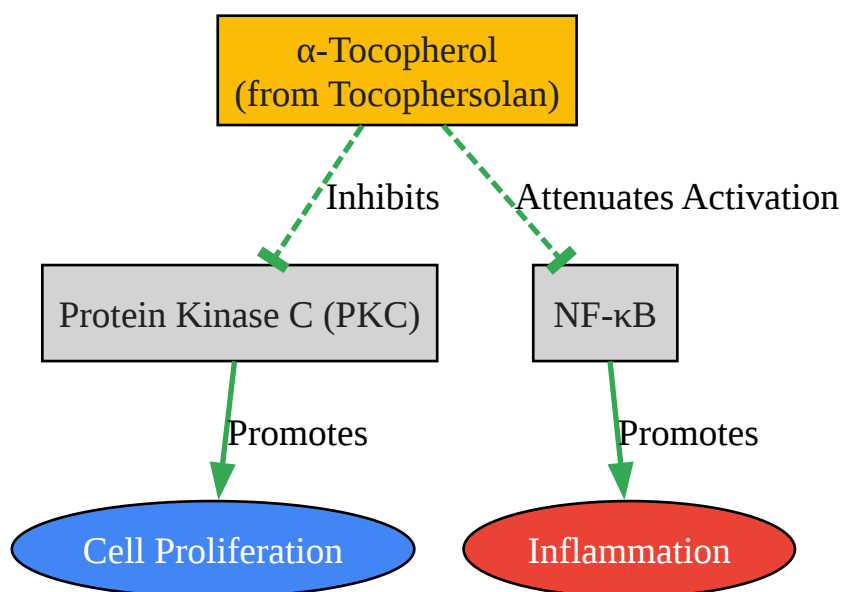 α-Tocopherol
(from Tocophersolan)
Inhibits
Attenuates Activation
Protein Kinase C (PKC)
NF-κB
Promotes
Promotes
Cell Proliferation
Inflammation